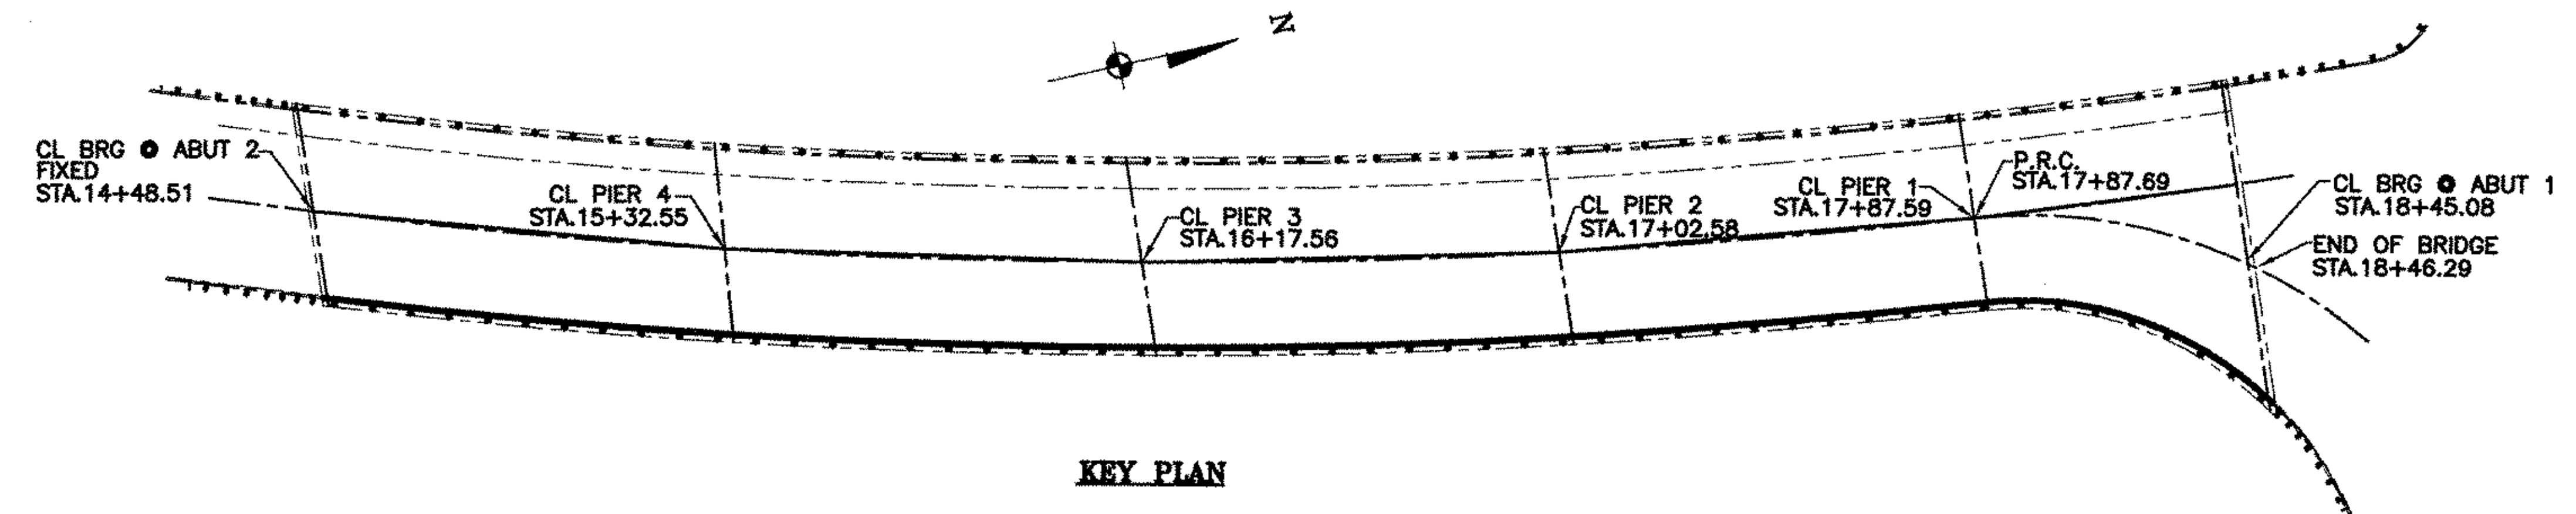 N
CL BRG @ ABUT 2
FIXED
STA.14+48.51
CL PIER 4
STA.15+32.55
CL PIER 3
STA.16+17.56
CL PIER 2
STA.17+02.58
CL PIER 1
STA.17+87.59
P.R.C.
STA.17+87.69
CL BRG @ ABUT 1
STA.18+45.08
END OF BRIDGE
STA.18+46.29
KEY PLAN